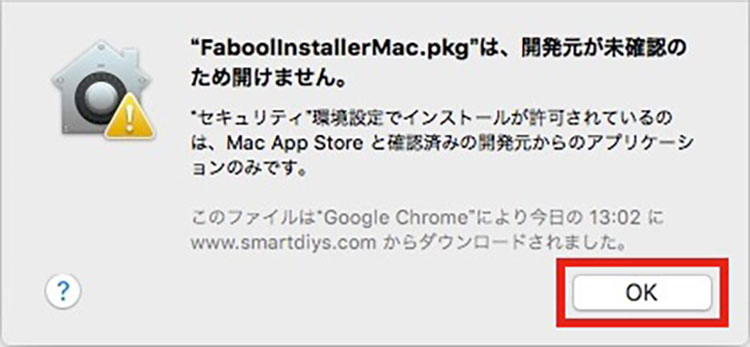 “FaboolInstallerMac.pkg”は、開発元が未確認の
ため開けません。
“セキュリティ”環境設定でインストールが許可されているの
は、Mac App Store と確認済みの開発元からのアプリケーシ
ョンのみです。
このファイルは“Google Chrome”により今日の 13:02 に
www.smartdiys.com からダウンロードされました。
?
OK